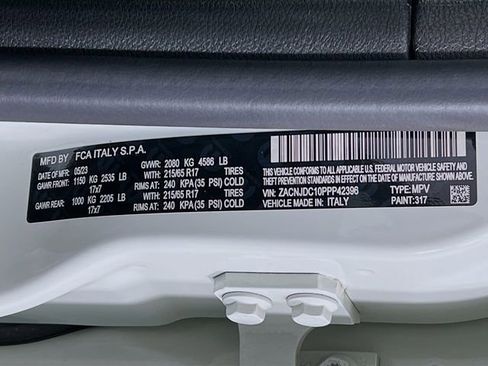 MFD BY FCA ITALY S.P.A.
DATE OF MFR: 05/23 GVWR: 2080 KG 4586 LB
GAWR FRONT: 1150 KG 2535 LB WITH 215/65 R17 TIRES
17x7 RIMS AT: 240 KPA(35 PSI) COLD
GAWR REAR: 1000 KG 2205 LB WITH 215/65 R17 TIRES
17x7 RIMS AT: 240 KPA(35 PSI) COLD
THIS VEHICLE CONFORMS TO ALL APPLICABLE U.S. FEDERAL MOTOR VEHICLE SAFETY, BUMPER AND THEFT PREVENTION STANDARDS IN EFFECT ON THE DATE OF MANUFACTURE SHOWN ABOVE.
VIN: ZACNJDC10PPP42396 TYPE: MPV
VEHICLE MADE IN: ITALY PAINT: 317